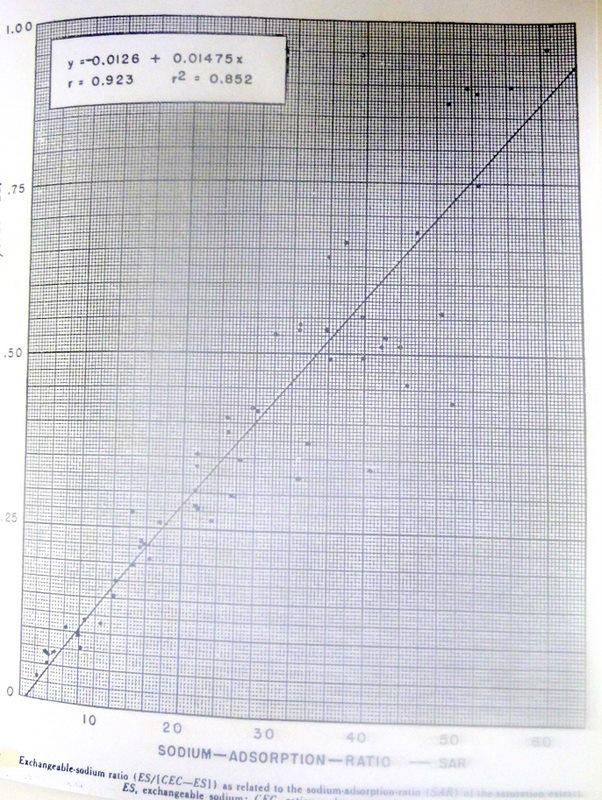 1.00
y = -0.0126 + 0.01475x
r = 0.923 r² = 0.852
.75
.50
.25
0
10 20 30 40 50 60
SODIUM—ADSORPTION—RATIO — SAR
Exchangeable-sodium ratio (ES/[CEC—ES]) as related to the sodium-adsorption-ratio (SAR) of the saturation extract.
ES, exchangeable sodium; CEC,